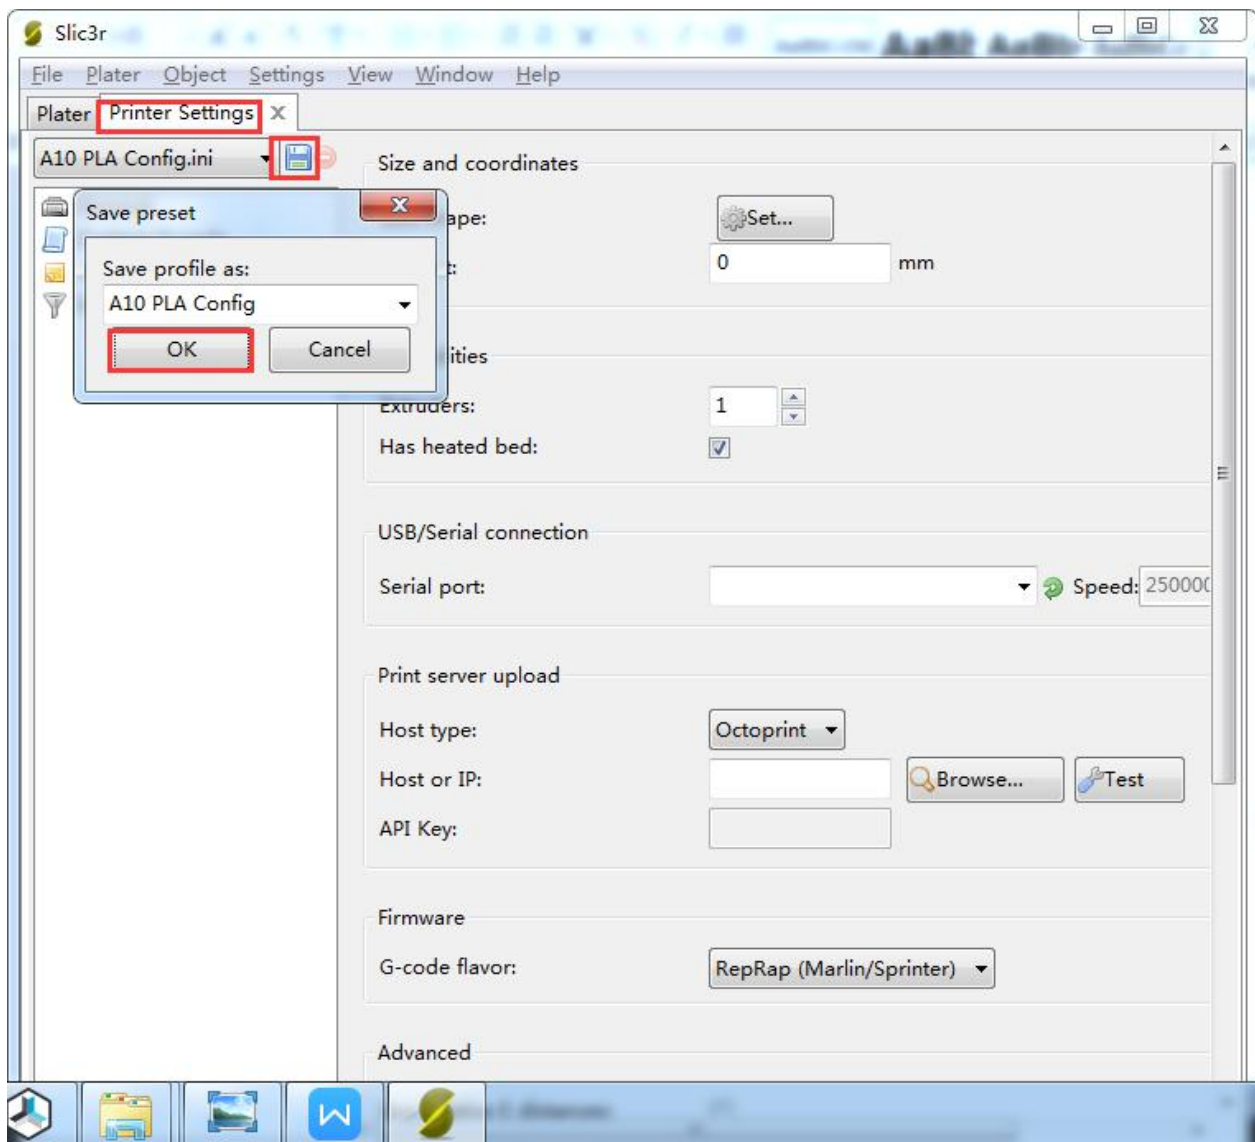 Slic3r
File Plater Object Settings View Window Help
Plater Printer Settings
A10 PLA Config.ini
Save preset
Save profile as:
A10 PLA Config
OK Cancel
Size and coordinates
Set...
0 mm
Extruders: 1
Has heated bed:
USB/Serial connection
Serial port: Speed: 250000
Print server upload
Host type: Octoprint
Host or IP: Browse... Test
API Key:
Firmware
G-code flavor: RepRap (Marlin/Sprinter)
Advanced